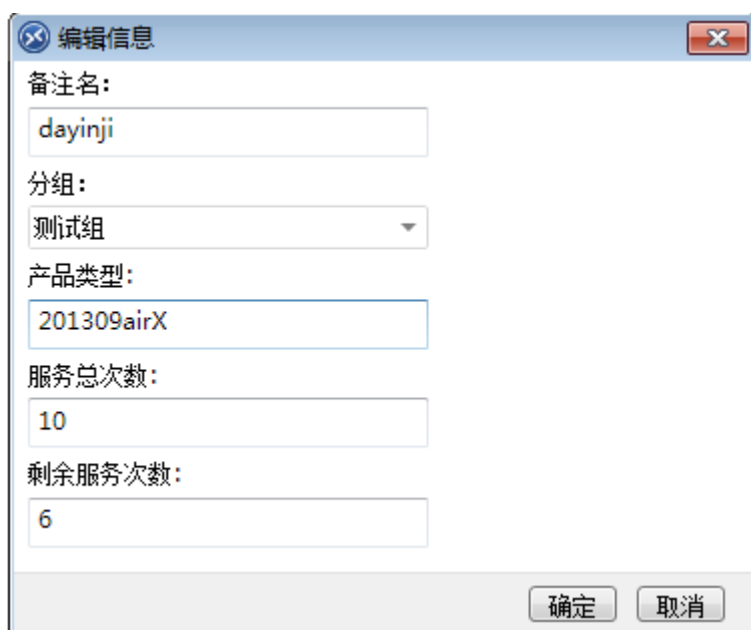 编辑信息
备注名：
dayinji
分组：
测试组
产品类型：
201309airX
服务总次数：
10
剩余服务次数：
6
确定 取消